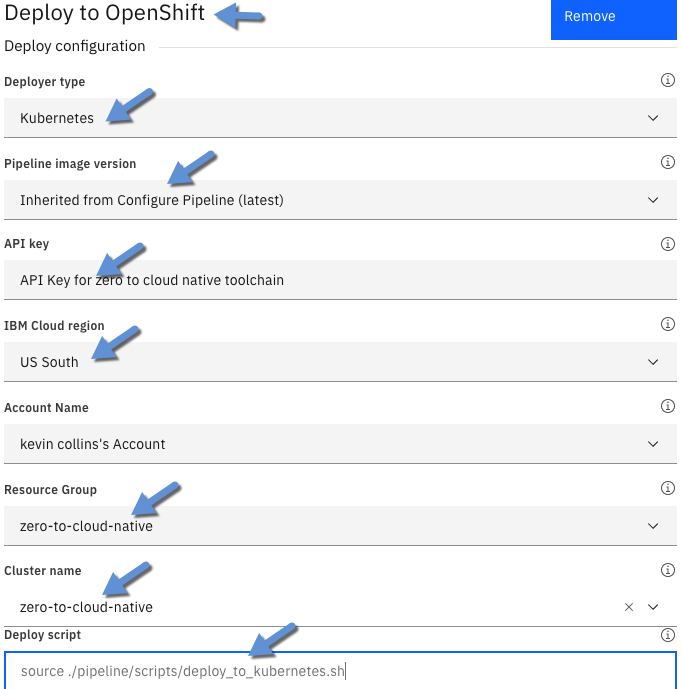 Deploy to OpenShift
Remove
Deploy configuration
Deployer type
Kubernetes
Pipeline image version
Inherited from Configure Pipeline (latest)
API key
API Key for zero to cloud native toolchain
IBM Cloud region
US South
Account Name
kevin collins's Account
Resource Group
zero-to-cloud-native
Cluster name
zero-to-cloud-native
Deploy script
source ./pipeline/scripts/deploy_to_kubernetes.sh